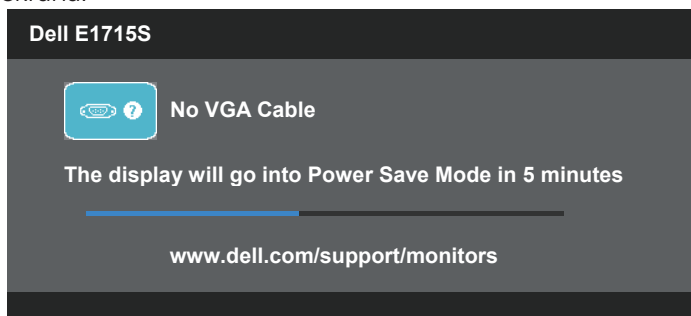 Dell E1715S
No VGA Cable
The display will go into Power Save Mode in 5 minutes
www.dell.com/support/monitors